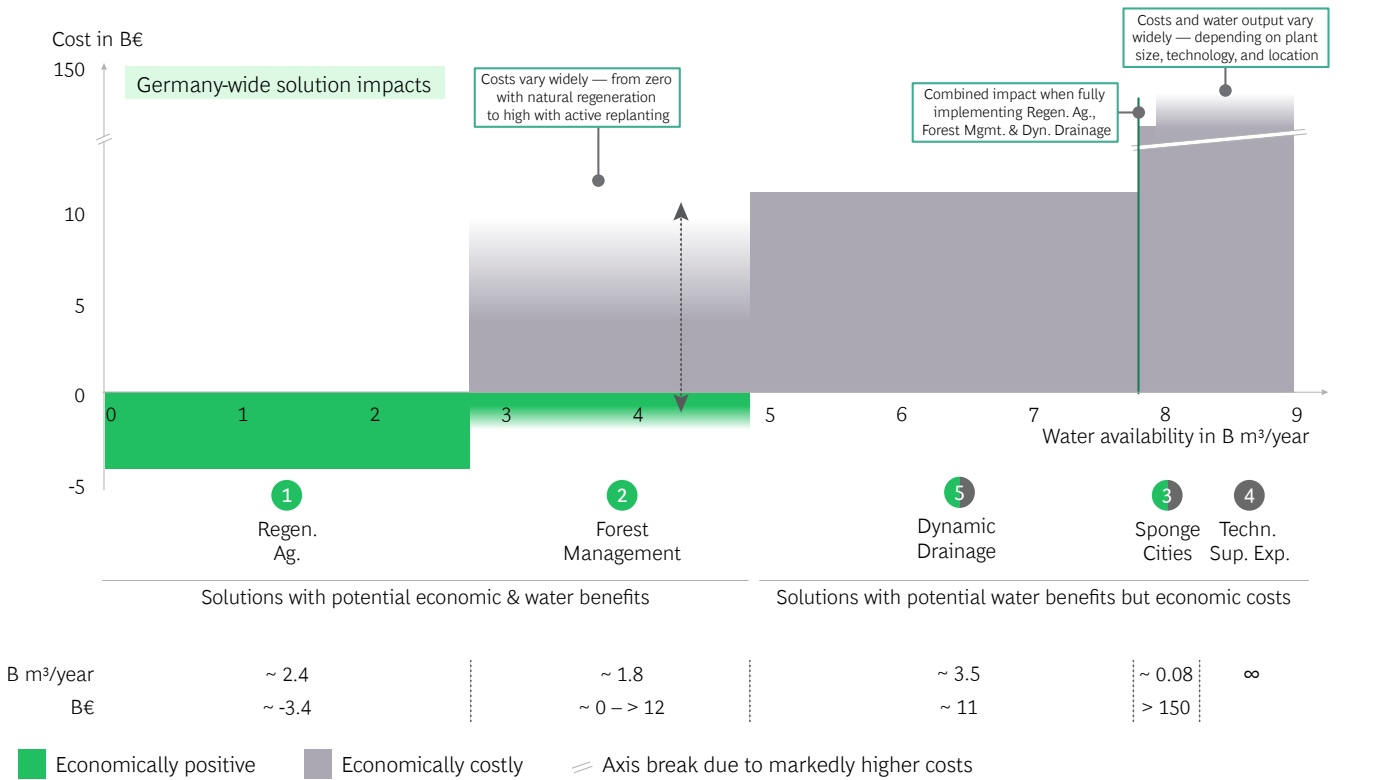 Cost in B€
150
Germany-wide solution impacts
Costs vary widely — from zero
with natural regeneration
to high with active replanting
Combined impact when fully
implementing Regen. Ag.,
Forest Mgmt. & Dyn. Drainage
Costs and water output vary
widely — depending on plant
size, technology, and location
10
5
0
-5
0 1 2 3 4 5 6 7 8 9
Water availability in B m³/year
1
Regen.
Ag.
2
Forest
Management
5
Dynamic
Drainage
3
Sponge
Cities
4
Techn.
Sup. Exp.
Solutions with potential economic & water benefits
Solutions with potential water benefits but economic costs
B m³/year ~ 2.4 ~ 1.8 ~ 3.5 ~ 0.08 ∞
B€ ~ -3.4 ~ 0 – > 12 ~ 11 > 150
Economically positive
Economically costly
Axis break due to markedly higher costs